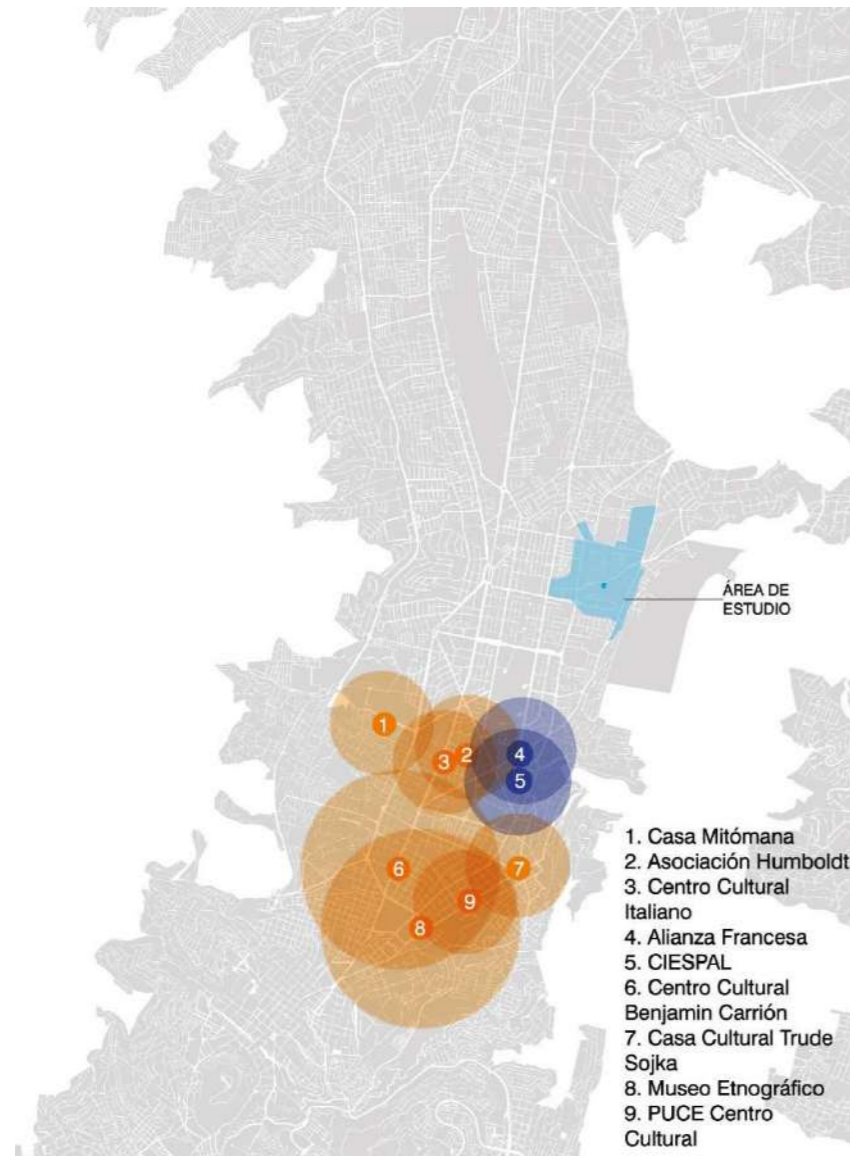 ÁREA DE
ESTUDIO
1
2
3
4
5
6
7
9
8
1. Casa Mitómana
2. Asociación Humboldt
3. Centro Cultural
Italiano
4. Alianza Francesa
5. CIESPAL
6. Centro Cultural
Benjamin Carrión
7. Casa Cultural Trude
Sojka
8. Museo Etnográfico
9. PUCE Centro
Cultural